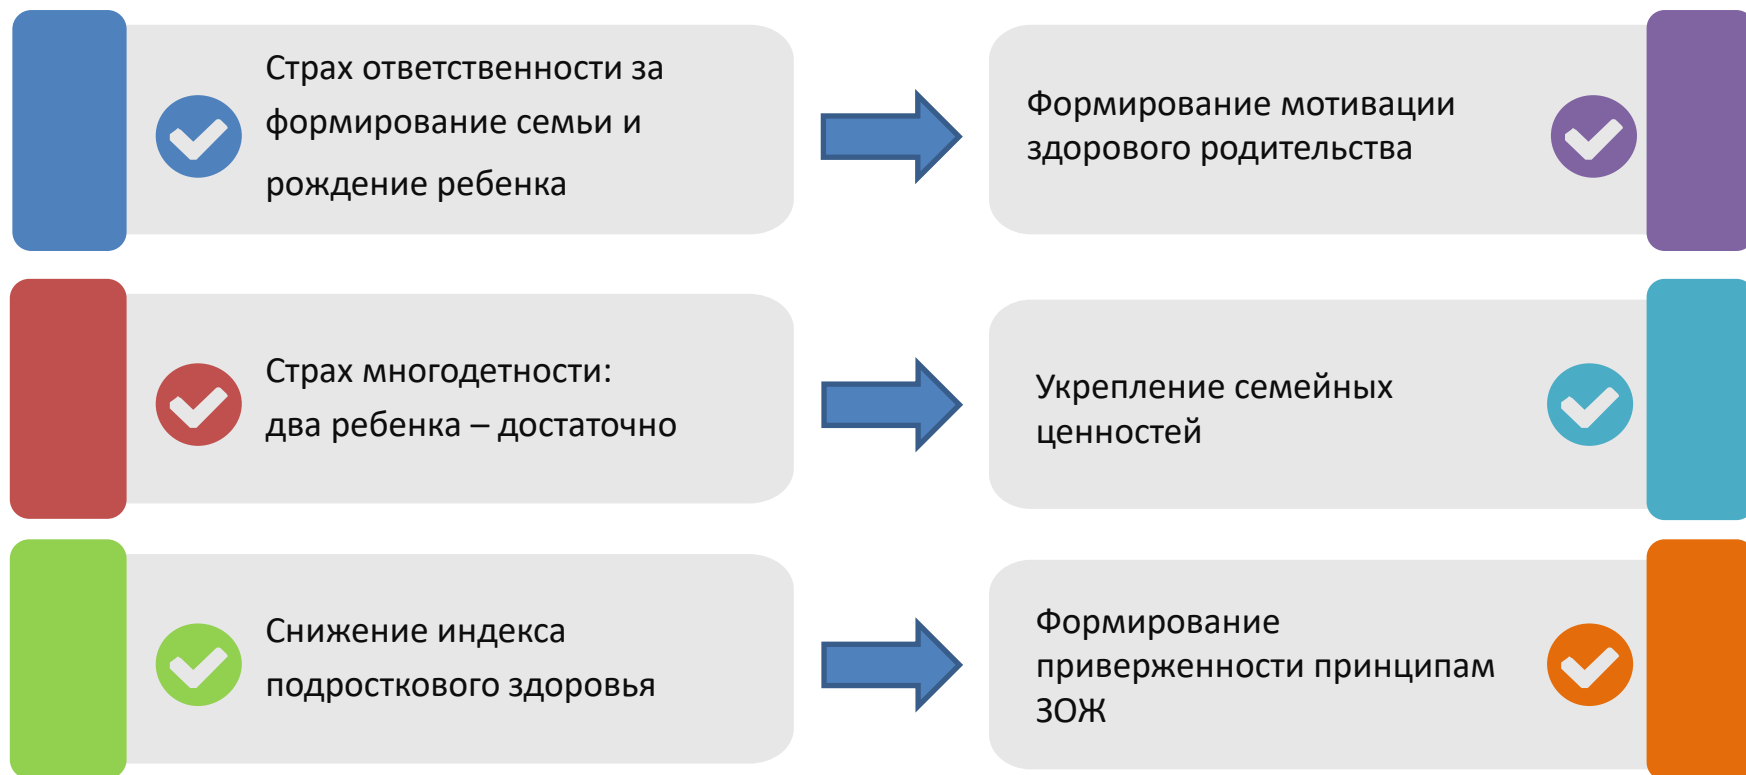 Страх ответственности за
формирование семьи и
рождение ребенка
Формирование мотивации
здорового родительства
Страх многодетности:
два ребенка – достаточно
Укрепление семейных
ценностей
Снижение индекса
подросткового здоровья
Формирование
приверженности принципам
ЗОЖ